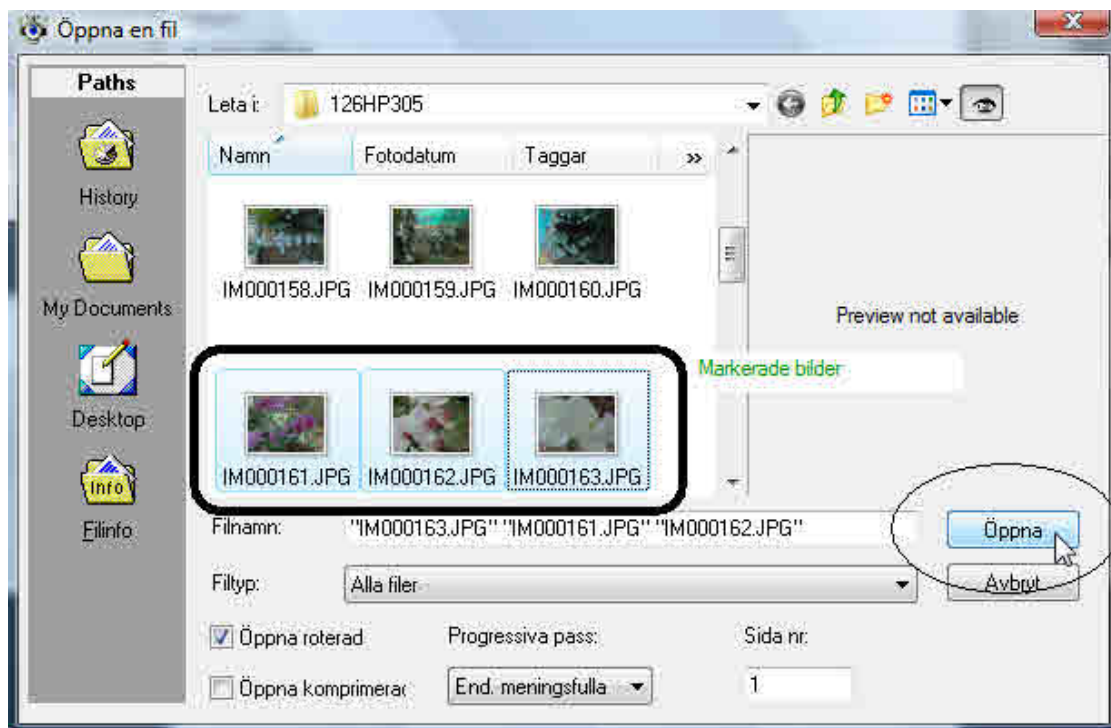 Öppna en fil
Paths
History
My Documents
Desktop
Info
Filinfo
Leta i: 126HP305
Namn Fotodatum Taggar »
IM000158.JPG IM000159.JPG IM000160.JPG
Preview not available
Markerade bilder
IM000161.JPG IM000162.JPG IM000163.JPG
Filnamn: "IM000163.JPG" "IM000161.JPG" "IM000162.JPG"
Öppna
Filtyp: Alla filer
Avbryt
Öppna roterad Progressiva pass: Sida nr:
Öppna komprimerac End. meningsfulla 1